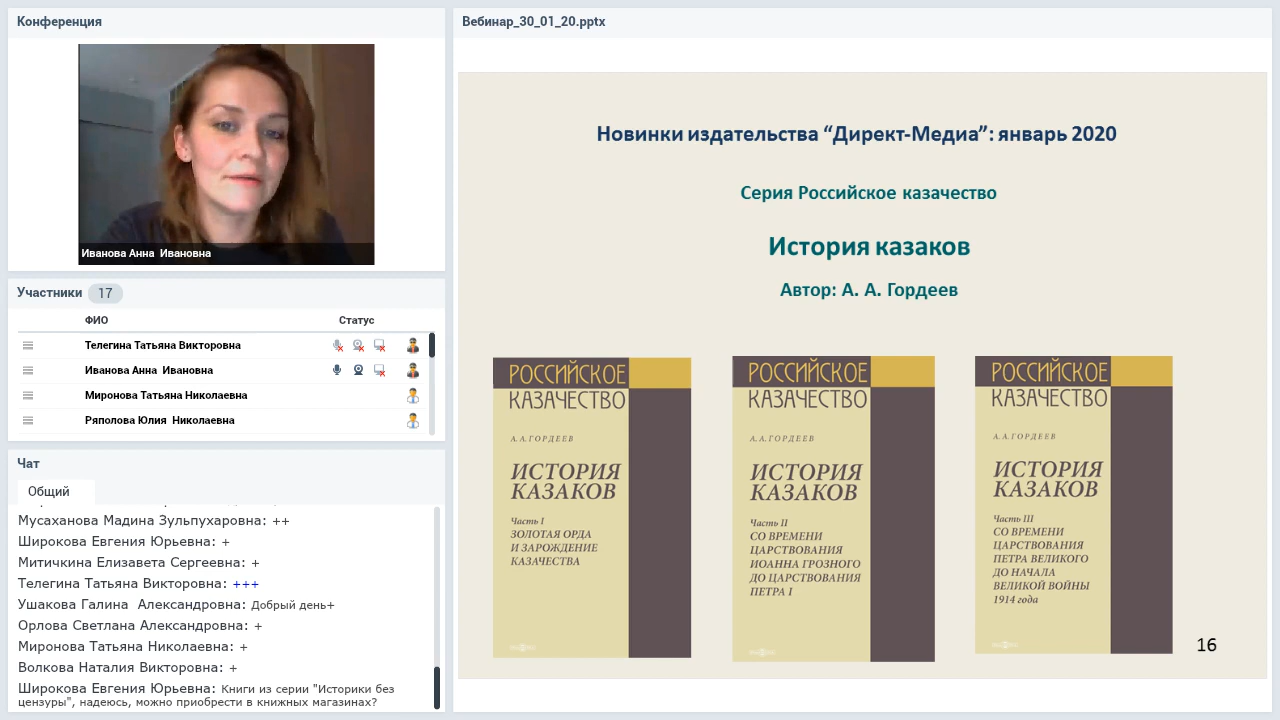 Конференция
Иванова Анна  Ивановна
Участники 17
ФИО Статус
Телегина Татьяна Викторовна
Иванова Анна  Ивановна
Миронова Татьяна Николаевна
Ряполова Юлия  Николаевна
Чат
Общий
Мусаханова Мадина Зульпухаровна: ++
Широкова Евгения Юрьевна: +
Митичкина Елизавета Сергеевна: +
Телегина Татьяна Викторовна: +++
Ушакова Галина  Александровна: Добрый день+
Орлова Светлана Александровна: +
Миронова Татьяна Николаевна: +
Волкова Наталия Викторовна: +
Широкова Евгения Юрьевна: Книги из серии "Историки без
цензуры", надеюсь, можно приобрести в книжных магазинах?
Вебинар_30_01_20.pptx
Новинки издательства “Директ-Медиа”: январь 2020
Серия Российское казачество
История казаков
Автор: А. А. Гордеев
РОССИЙСКОЕ
КАЗАЧЕСТВО
А. А. ГОРДЕЕВ
ИСТОРИЯ
КАЗАКОВ
Часть I
ЗОЛОТАЯ ОРДА
И ЗАРОЖДЕНИЕ
КАЗАЧЕСТВА
РОССИЙСКОЕ
КАЗАЧЕСТВО
А. А. ГОРДЕЕВ
ИСТОРИЯ
КАЗАКОВ
Часть II
СО ВРЕМЕНИ
ЦАРСТВОВАНИЯ
ИОАННА ГРОЗНОГО
ДО ЦАРСТВОВАНИЯ
ПЕТРА I
РОССИЙСКОЕ
КАЗАЧЕСТВО
А. А. ГОРДЕЕВ
ИСТОРИЯ
КАЗАКОВ
Часть III
СО ВРЕМЕНИ
ЦАРСТВОВАНИЯ
ПЕТРА ВЕЛИКОГО
ДО НАЧАЛА
ВЕЛИКОЙ ВОЙНЫ
1914 года
16